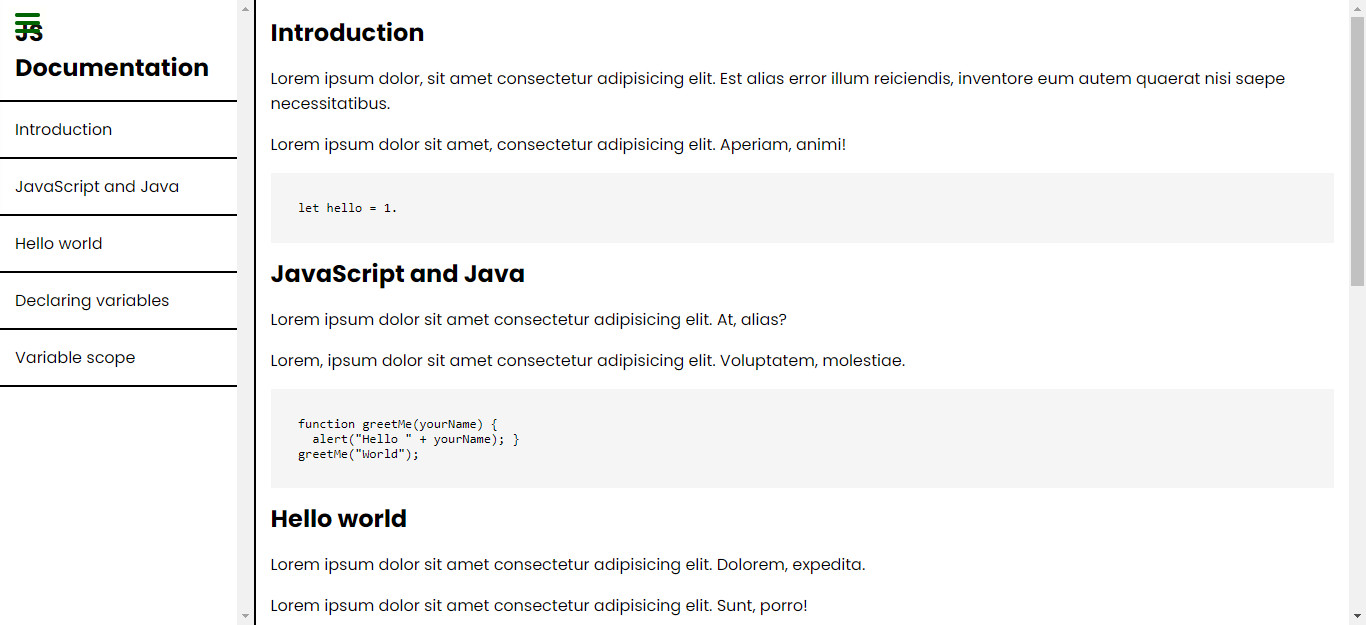 JS
Documentation
Introduction
JavaScript and Java
Hello world
Declaring variables
Variable scope
Introduction
Lorem ipsum dolor, sit amet consectetur adipisicing elit. Est alias error illum reiciendis, inventore eum autem quaerat nisi saepe
necessitatibus.
Lorem ipsum dolor sit amet, consectetur adipisicing elit. Aperiam, animi!
let hello = 1.
JavaScript and Java
Lorem ipsum dolor sit amet consectetur adipisicing elit. At, alias?
Lorem, ipsum dolor sit amet consectetur adipisicing elit. Voluptatem, molestiae.
function greetMe(yourName) {
  alert("Hello " + yourName); }
greetMe("World");
Hello world
Lorem ipsum dolor sit amet consectetur adipisicing elit. Dolorem, expedita.
Lorem ipsum dolor sit amet consectetur adipisicing elit. Sunt, porro!